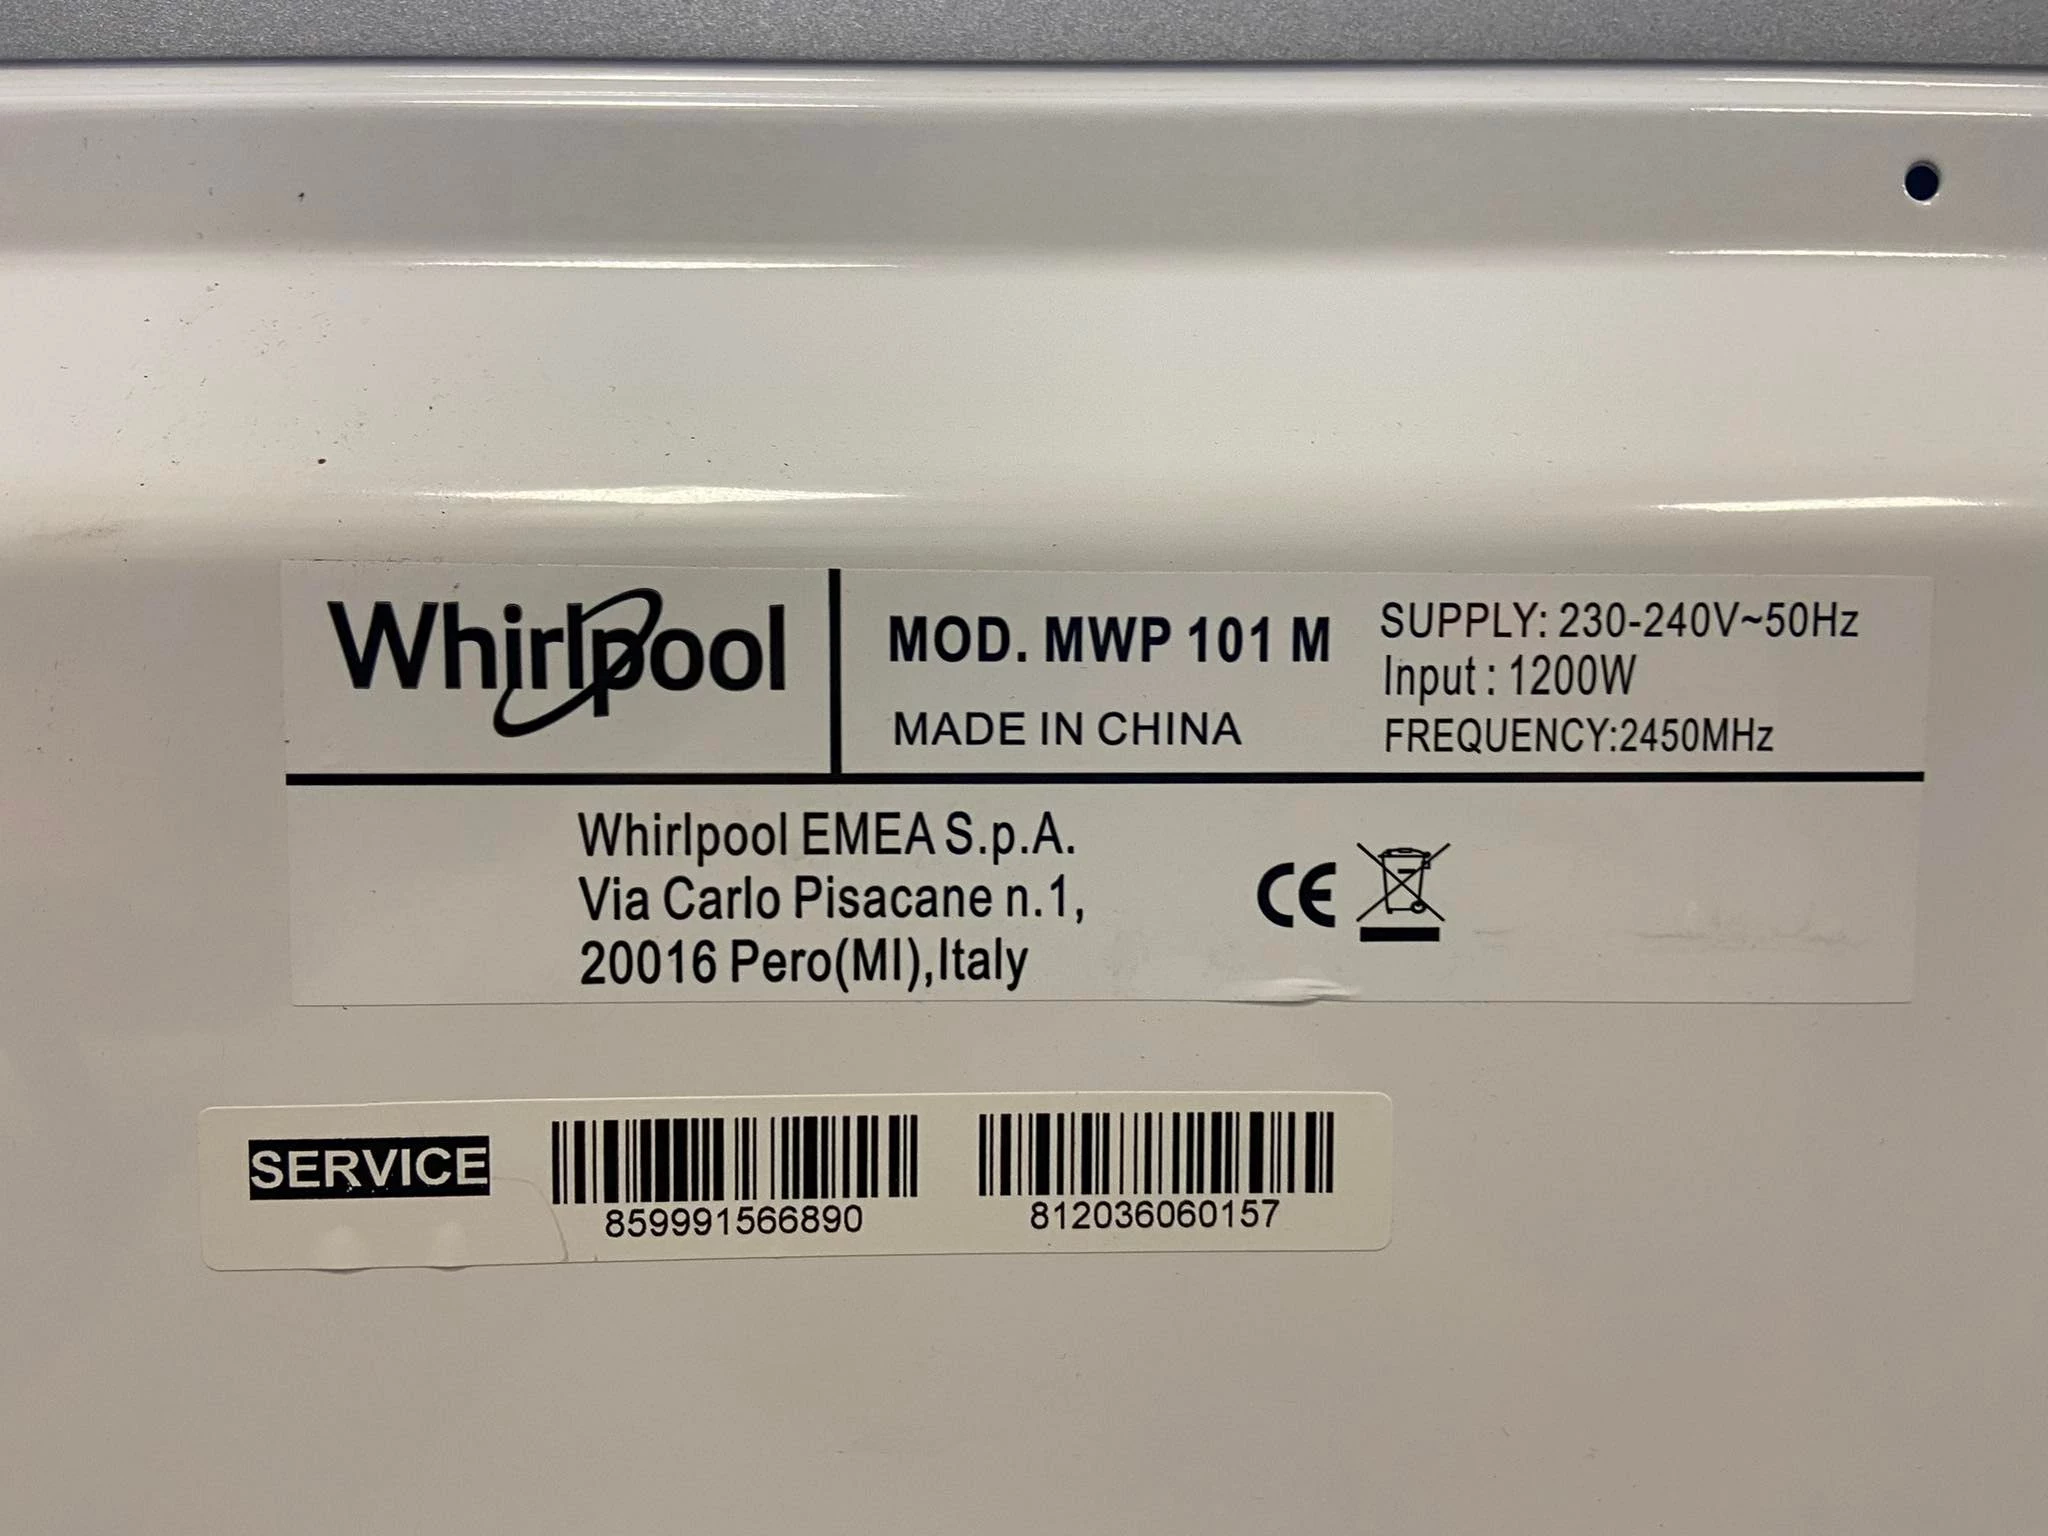 Whirlpool
MOD. MWP 101 M
MADE IN CHINA
SUPPLY: 230-240V~50Hz
Input : 1200W
FREQUENCY:2450MHz
Whirlpool EMEA S.p.A.
Via Carlo Pisacane n.1,
20016 Pero(MI),Italy
CE
SERVICE
859991566890
812036060157